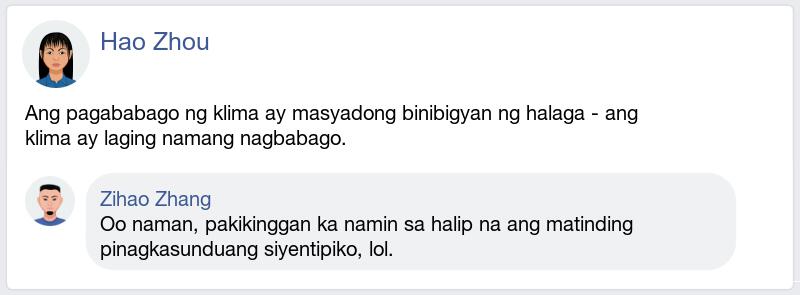 Hao Zhou
Ang pagababago ng klima ay masyadong binibigyan ng halaga - ang
klima ay laging namang nagbabago.
Zihao Zhang
Oo naman, pakikinggan ka namin sa halip na ang matinding
pinagkasunduang siyentipiko, lol.